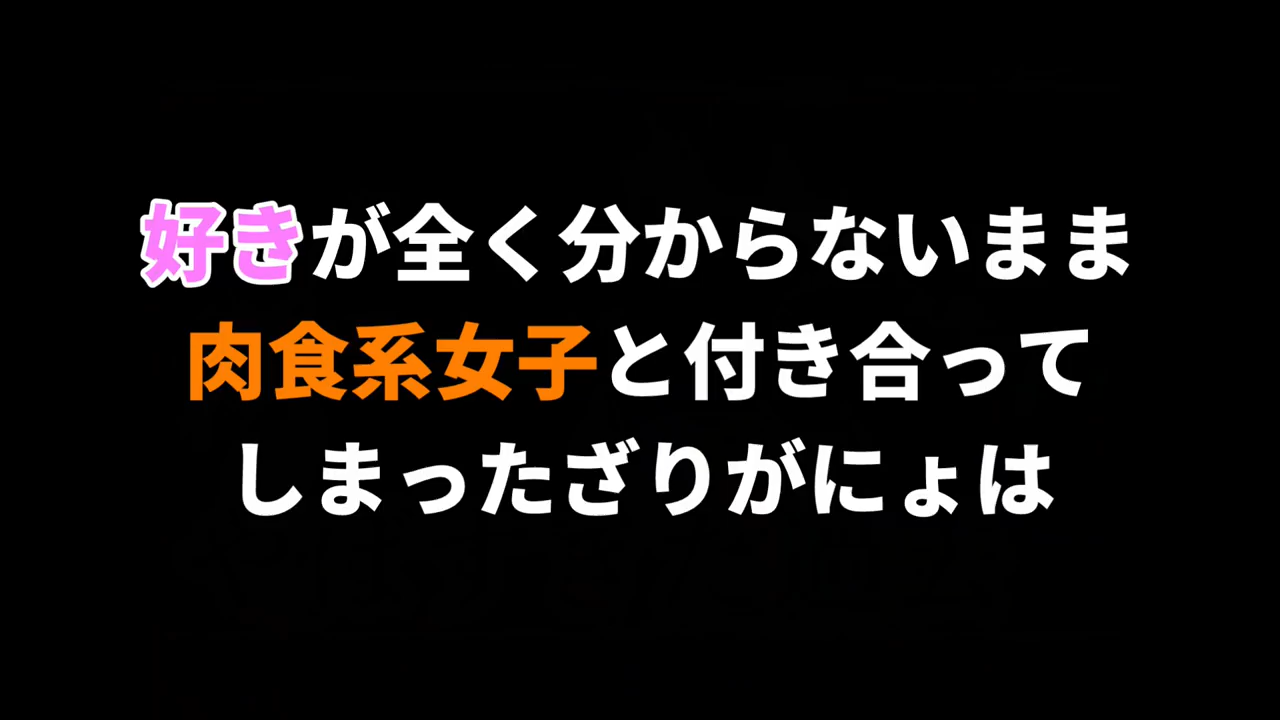 好きが全く分からないまま
肉食系女子と付き合って
しまったざりがにょは